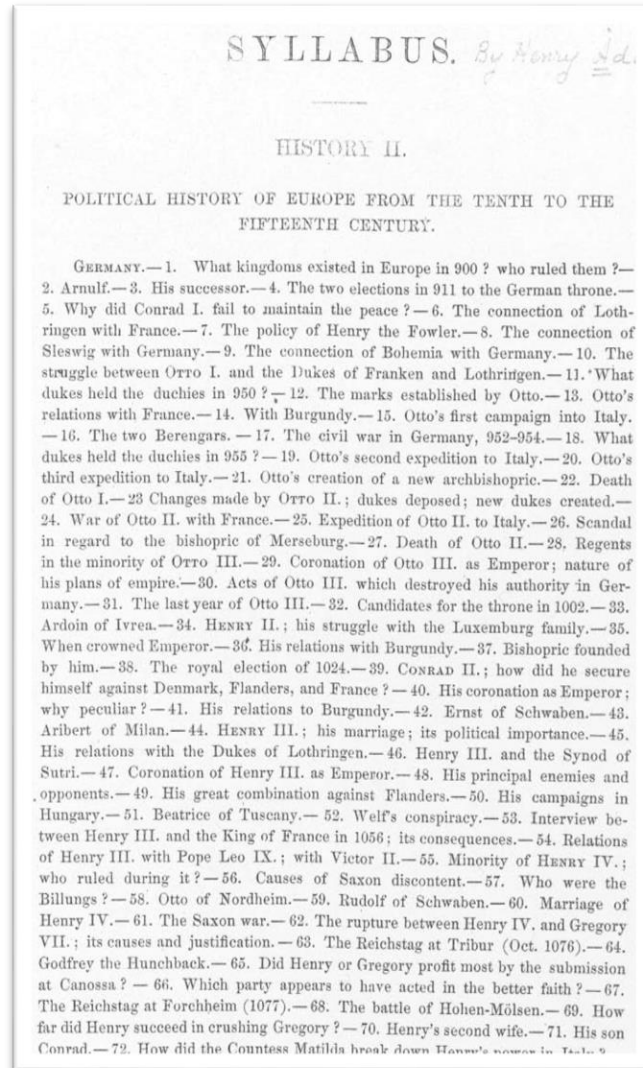 SYLLABUS. By Henry Ad.
HISTORY II.
POLITICAL HISTORY OF EUROPE FROM THE TENTH TO THE
FIFTEENTH CENTURY.
GERMANY.—1. What kingdoms existed in Europe in 900 ? who ruled them ?—
2. Arnulf.—3. His successor.—4. The two elections in 911 to the German throne.—
5. Why did Conrad I. fail to maintain the peace ?—6. The connection of Loth-
ringen with France.—7. The policy of Henry the Fowler.—8. The connection of
Sleswig with Germany.—9. The connection of Bohemia with Germany.—10. The
struggle between OTTO I. and the Dukes of Franken and Lothringen.—11. What
dukes held the duchies in 950 ?—12. The marks established by Otto.—13. Otto's
relations with France.—14. With Burgundy.—15. Otto's first campaign into Italy.
—16. The two Berengars.—17. The civil war in Germany, 952-954.—18. What
dukes held the duchies in 955 ?—19. Otto's second expedition to Italy.—20. Otto's
third expedition to Italy.—21. Otto's creation of a new archbishopric.—22. Death
of Otto I.—23 Changes made by OTTO II.; dukes deposed; new dukes created.—
24. War of Otto II. with France.—25. Expedition of Otto II. to Italy.—26. Scandal
in regard to the bishopric of Merseburg.—27. Death of Otto II.—28. Regents
in the minority of OTTO III.—29. Coronation of Otto III. as Emperor; nature of
his plans of empire.—30. Acts of Otto III. which destroyed his authority in Ger-
many.—31. The last year of Otto III.—32. Candidates for the throne in 1002.—33.
Ardoin of Ivrea.—34. HENRY II.; his struggle with the Luxemburg family.—35.
When crowned Emperor.—36. His relations with Burgundy.—37. Bishopric founded
by him.—38. The royal election of 1024.—39. CONRAD II.; how did he secure
himself against Denmark, Flanders, and France ?—40. His coronation as Emperor;
why peculiar ?—41. His relations to Burgundy.—42. Ernst of Schwaben.—43.
Aribert of Milan.—44. HENRY III.; his marriage; its political importance.—45.
His relations with the Dukes of Lothringen.—46. Henry III. and the Synod of
Sutri.—47. Coronation of Henry III. as Emperor.—48. His principal enemies and
opponents.—49. His great combination against Flanders.—50. His campaigns in
Hungary.—51. Beatrice of Tuscany.—52. Welf's conspiracy.—53. Interview be-
tween Henry III. and the King of France in 1056; its consequences.—54. Relations
of Henry III. with Pope Leo IX.; with Victor II.—55. Minority of HENRY IV.;
who ruled during it ?—56. Causes of Saxon discontent.—57. Who were the
Billungs ?—58. Otto of Nordheim.—59. Rudolf of Schwaben.—60. Marriage of
Henry IV.—61. The Saxon war.—62. The rupture between Henry IV. and Gregory
VII.; its causes and justification.—63. The Reichstag at Tribur (Oct. 1076).—64.
Godfrey the Hunchback.—65. Did Henry or Gregory profit most by the submission
at Canossa ?—66. Which party appears to have acted in the better faith ?—67.
The Reichstag at Forchheim (1077).—68. The battle of Hohen-Mölsen.—69. How
far did Henry succeed in crushing Gregory ?—70. Henry's second wife.—71. His son
Conrad.—72. How did the Countess Matilda break down Henry's power in Italy ?